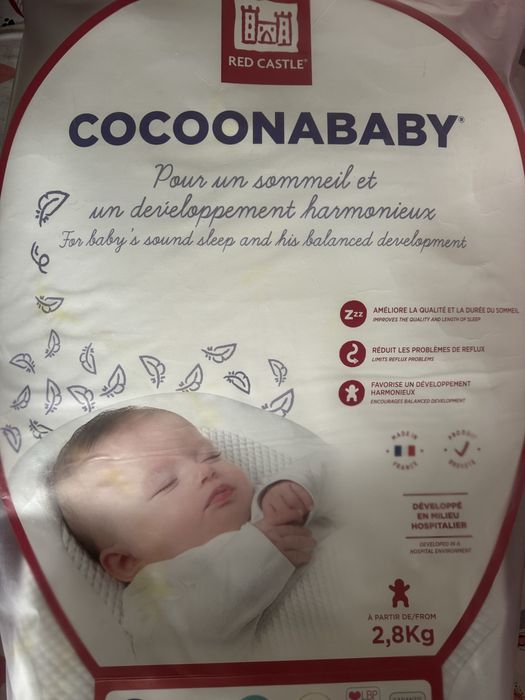 RED CASTLE®
COCOONABABY®
Pour un sommeil et
un développement harmonieux
For baby's sound sleep and his balanced development
Zzz
AMÉLIORE LA QUALITÉ ET LA DURÉE DU SOMMEIL
IMPROVES THE QUALITY AND LENGTH OF SLEEP
RÉDUIT LES PROBLÈMES DE REFLUX
LIMITS REFLUX PROBLEMS
FAVORISE UN DÉVELOPPEMENT
HARMONIEUX
ENCOURAGES BALANCED DEVELOPMENT
MADE IN
FRANCE
PRODUIT
BREVETÉ
DÉVELOPPÉ
EN MILIEU
HOSPITALIER
DEVELOPED IN A
HOSPITAL ENVIRONMENT
À PARTIR DE/FROM
2,8Kg
LBP